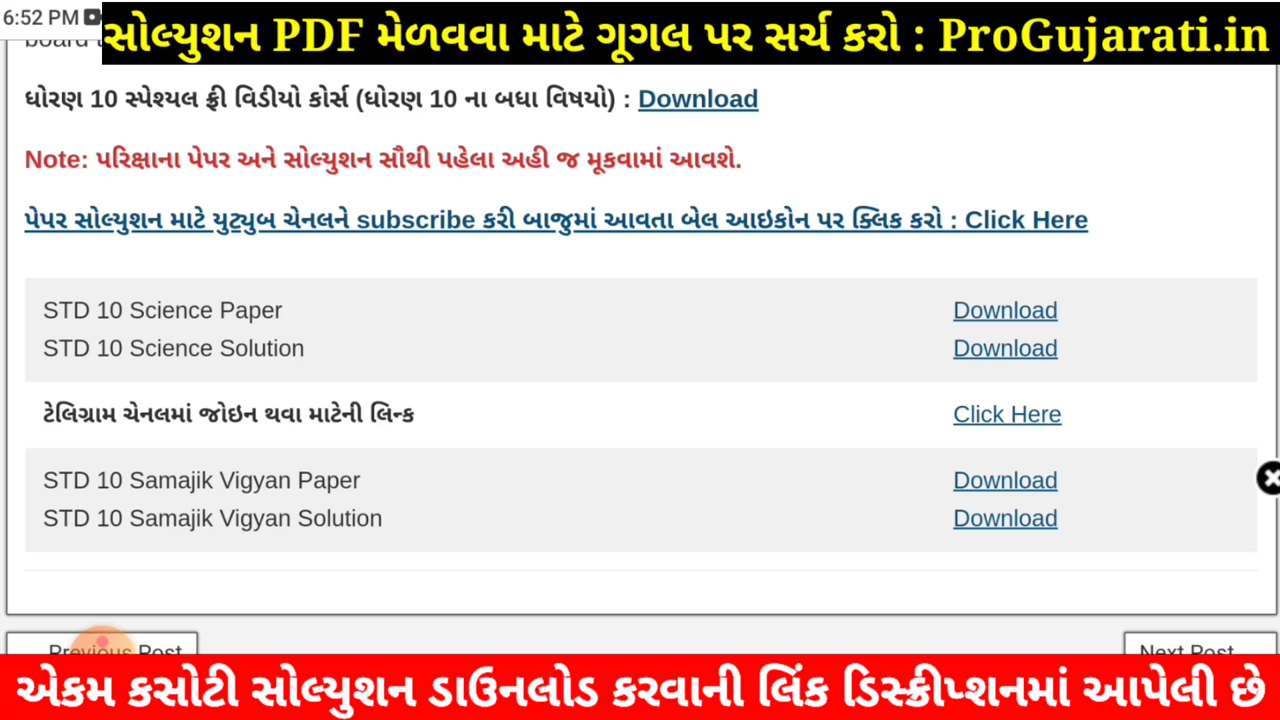 6:52 PM
સોલ્યુશન PDF મેળવવા માટે ગૂગલ પર સર્ચ કરો : ProGujarati.in
board
ધોરણ 10 સ્પેશ્યલ ફ્રી વિડીયો કોર્સ (ધોરણ 10 ના બધા વિષયો) : Download
Note: પરિક્ષાના પેપર અને સોલ્યુશન સૌથી પહેલા અહી જ મૂકવામાં આવશે.
પેપર સોલ્યુશન માટે યુટ્યુબ ચેનલને subscribe કરી બાજુમાં આવતા બેલ આઇકોન પર ક્લિક કરો : Click Here
STD 10 Science Paper Download
STD 10 Science Solution Download
ટેલિગ્રામ ચેનલમાં જોઇન થવા માટેની લિન્ક Click Here
STD 10 Samajik Vigyan Paper Download
STD 10 Samajik Vigyan Solution Download
Previous Post Next Post
એકમ કસોટી સોલ્યુશન ડાઉનલોડ કરવાની લિંક ડિસ્ક્રીપ્શનમાં આપેલી છે